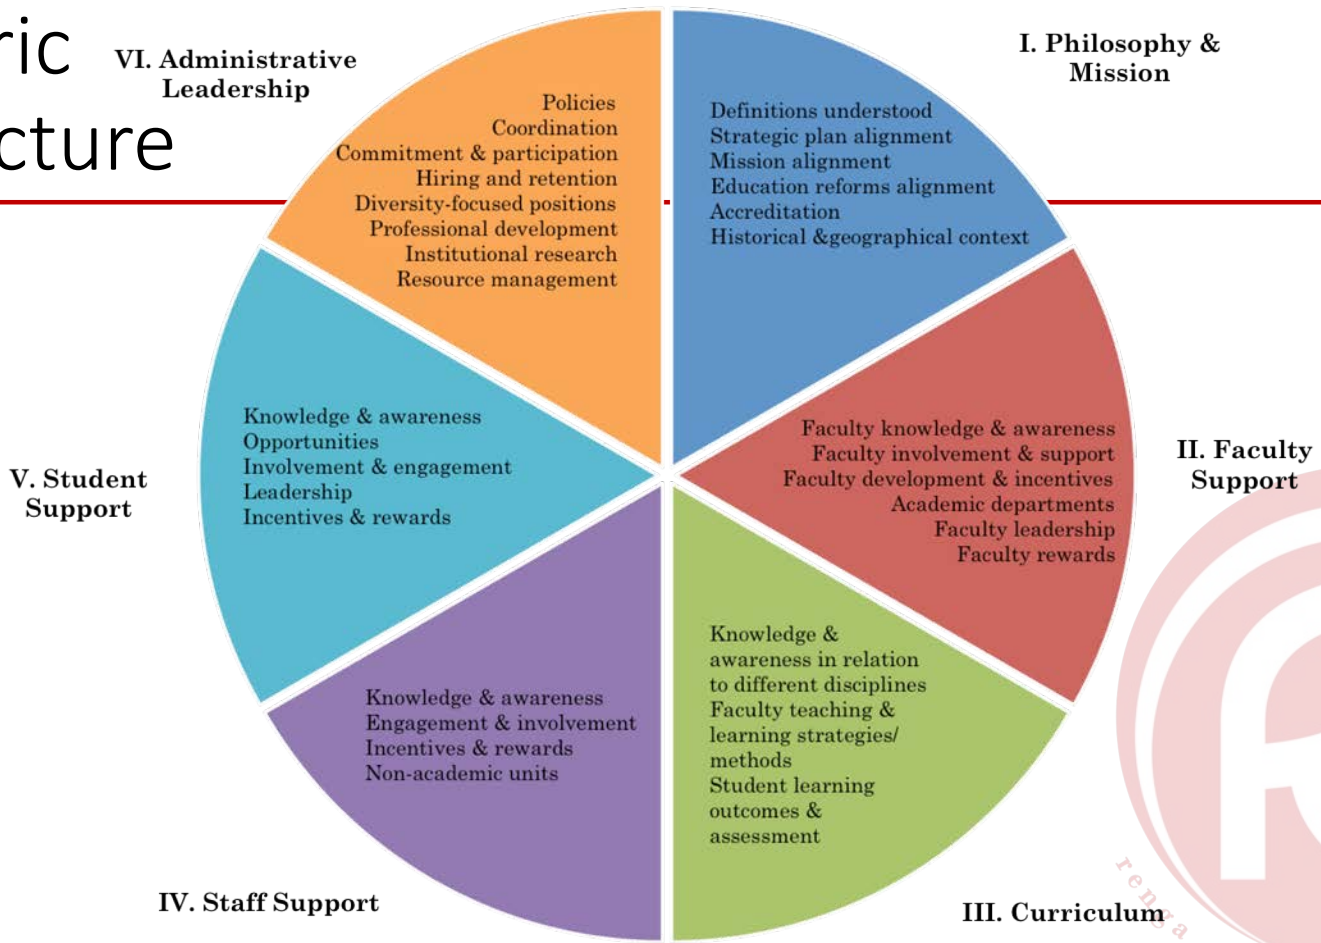 ric
cture
VI. Administrative
Leadership
Policies
Coordination
Commitment & participation
Hiring and retention
Diversity-focused positions
Professional development
Institutional research
Resource management
I. Philosophy &
Mission
Definitions understood
Strategic plan alignment
Mission alignment
Education reforms alignment
Accreditation
Historical &geographical context
V. Student
Support
Knowledge & awareness
Opportunities
Involvement & engagement
Leadership
Incentives & rewards
Faculty knowledge & awareness
Faculty involvement & support
Faculty development & incentives
Academic departments
Faculty leadership
Faculty rewards
II. Faculty
Support
Knowledge & awareness
Engagement & involvement
Incentives & rewards
Non-academic units
IV. Staff Support
Knowledge &
awareness in relation
to different disciplines
Faculty teaching &
learning strategies/
methods
Student learning
outcomes &
assessment
III. Curriculum
renga